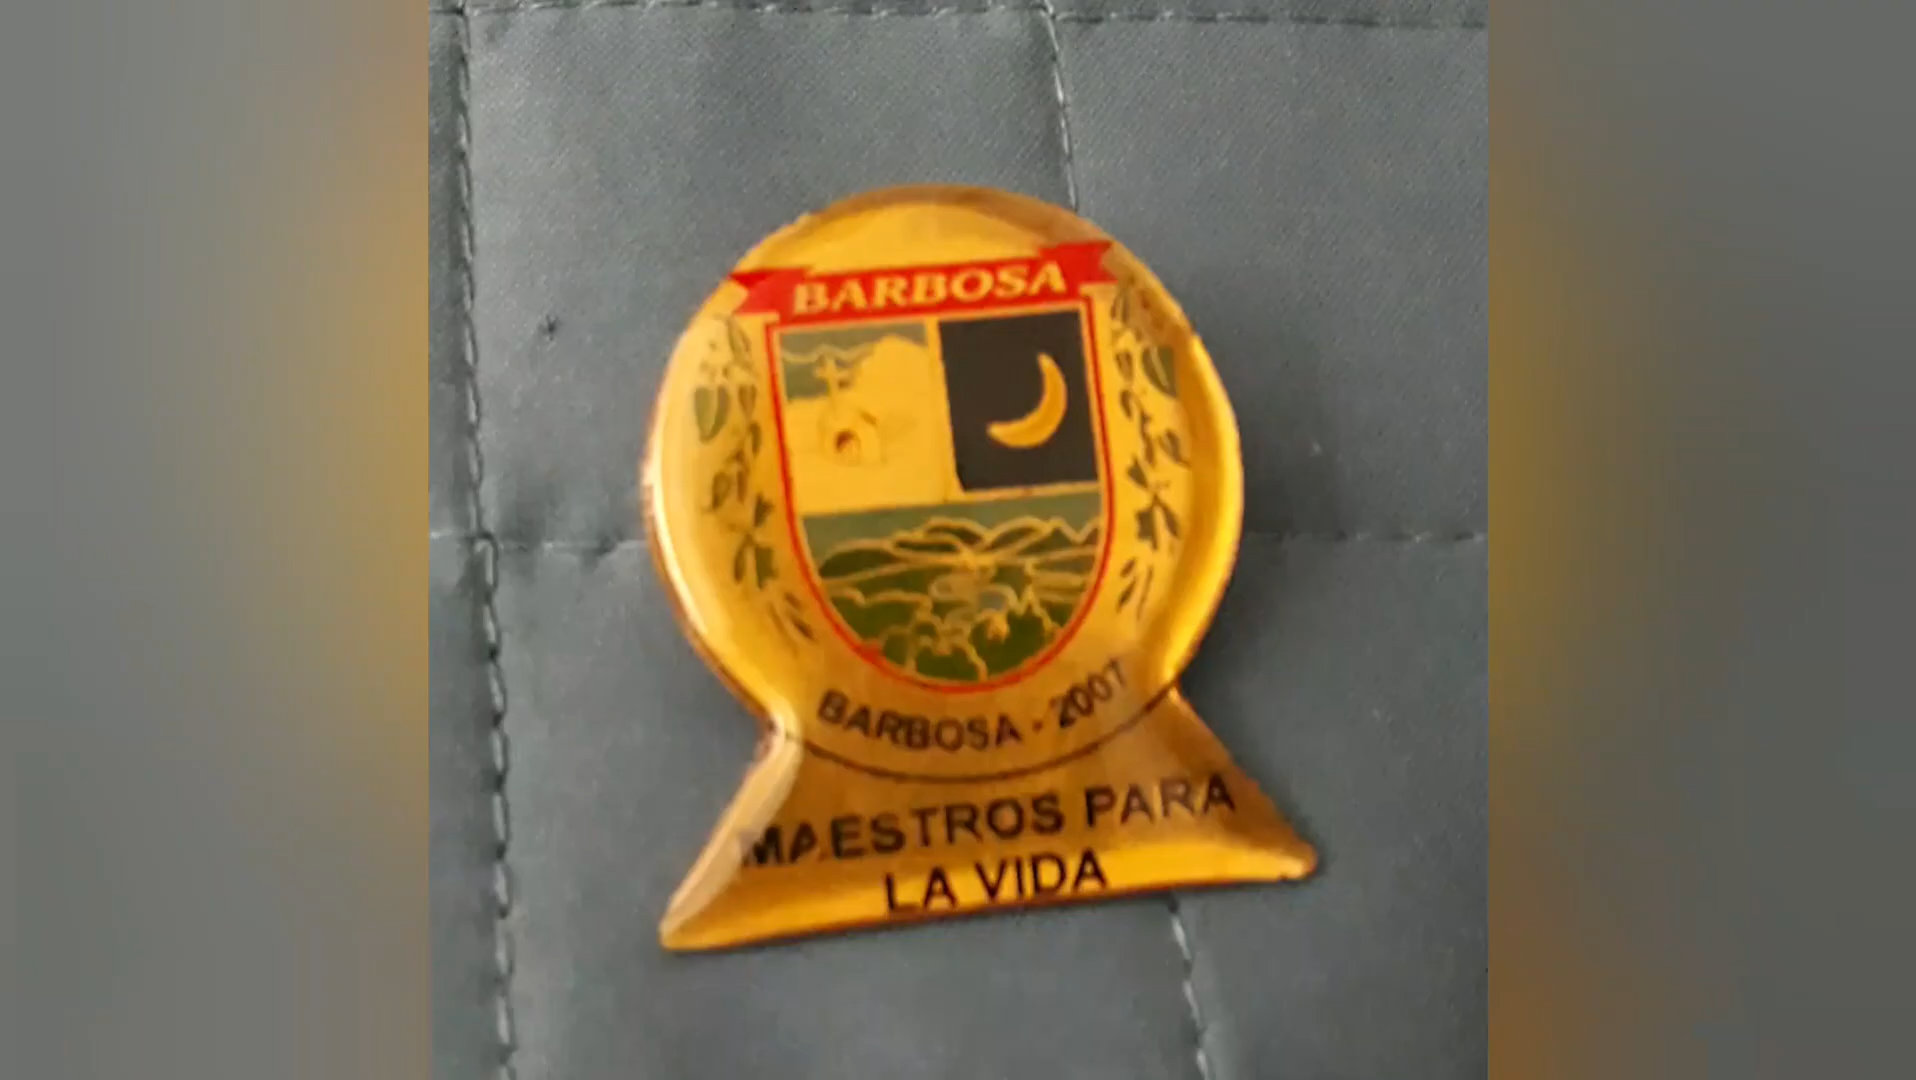 BARBOSA
BARBOSA - 2007
MAESTROS PARA
LA VIDA